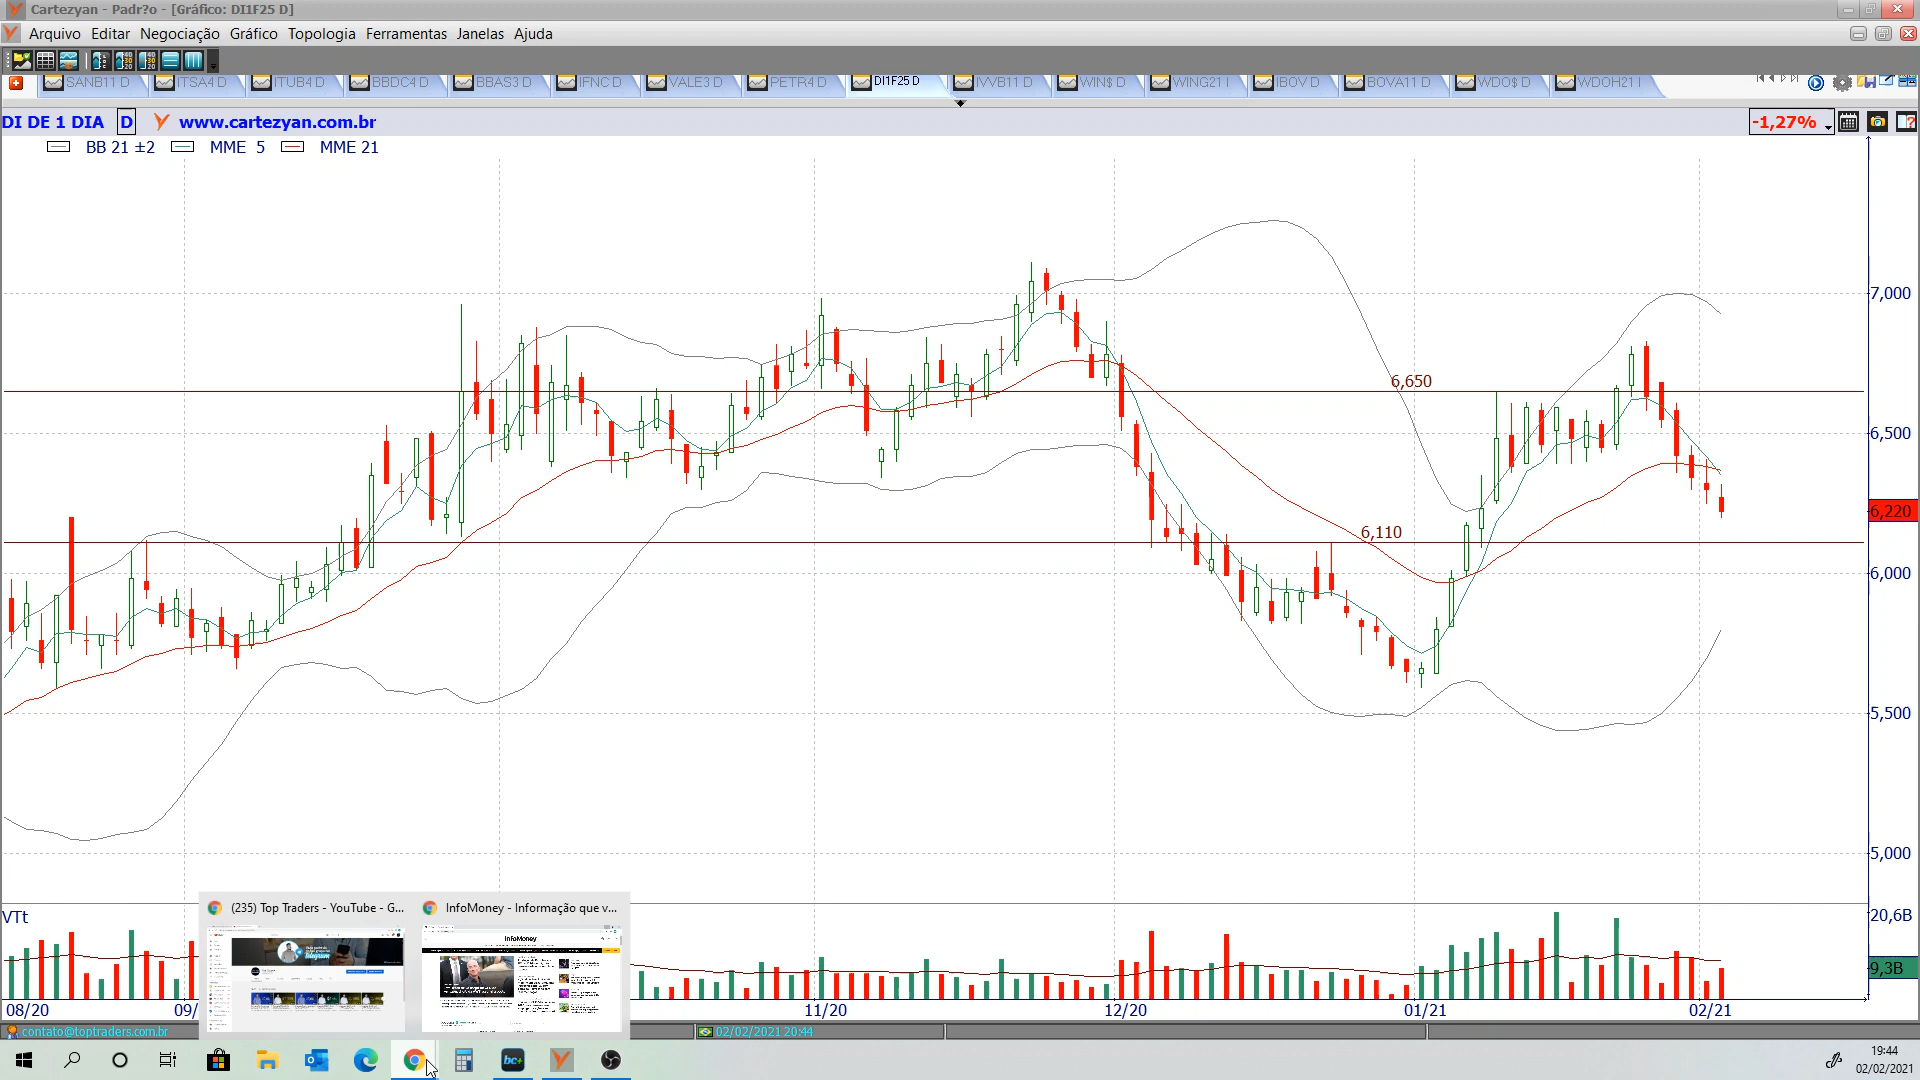 Cartezyan - Padr?o - [Gráfico: DI1F25 D]
Arquivo Editar Negociação Gráfico Topologia Ferramentas Janelas Ajuda
SANB11 D ITSA4 D ITUB4 D BBDC4 D BBAS3 D IFNC D VALE3 D PETR4 D DI1F25 D IVVB11 D WIN$ D WING21 I IBOV D BOVA11 D WDO$ D WDOH21 I
DI DE 1 DIA D www.cartezyan.com.br -1,27%
BB 21 ±2 MME 5 MME 21
7,000
6,650
6,500
6,220
6,110
6,000
5,500
5,000
VTt
20,6B
9,3B
(235) Top Traders - YouTube - G...
InfoMoney - Informação que v...
InfoMoney
telegram
08/20 09/ 11/20 12/20 01/21 02/21
contato@toptraders.com.br 02/02/2021 20:44
bc+
19:44
02/02/2021